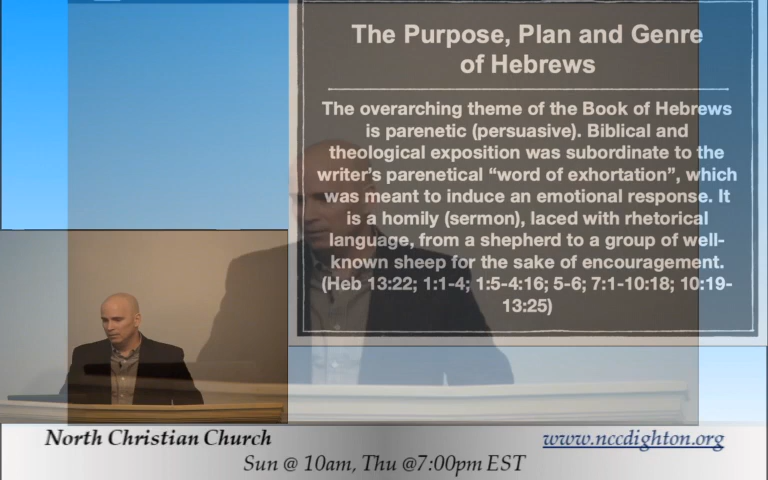 The Purpose, Plan and Genre
of Hebrews
The overarching theme of the Book of Hebrews
is parenetic (persuasive). Biblical and
theological exposition was subordinate to the
writer's parenetical “word of exhortation”, which
was meant to induce an emotional response. It
is a homily (sermon), laced with rhetorical
language, from a shepherd to a group of well-
known sheep for the sake of encouragement.
(Heb 13:22; 1:1-4; 1:5-4:16; 5-6; 7:1-10:18; 10:19-
13:25)
North Christian Church
www.nccdighton.org
Sun @ 10am, Thu @7:00pm EST